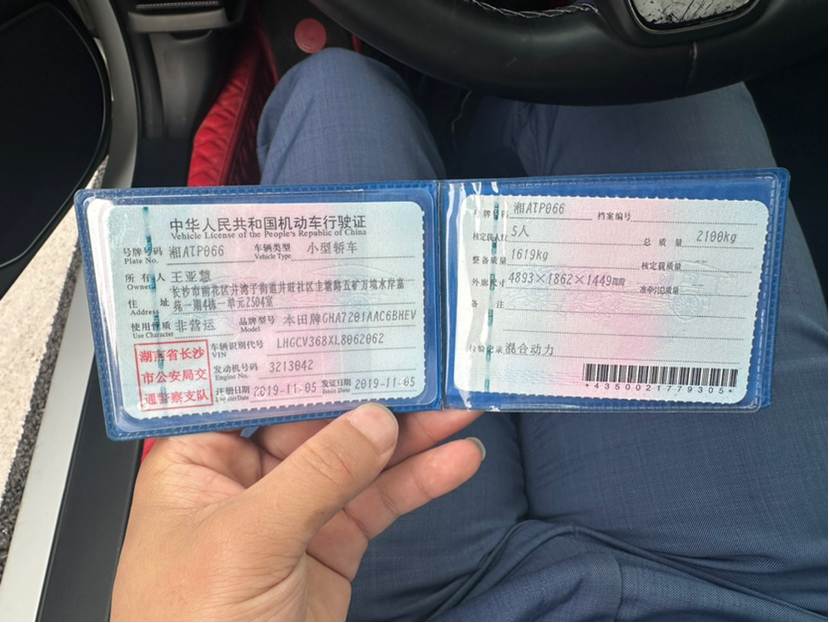 中华人民共和国机动车行驶证
Vehicle License of the People's Republic of China
号牌号码 湘ATP066 车辆类型 小型轿车
Plate No. Vehicle Type
所有人 王亚
Owner
长沙市雨花区井湾子街道井旺社区圭塘路五矿万境水岸
住 址 苑一期4栋一单元2504室
Address
使用性质 非营运 品牌型号 本田牌GHA7201AAC6BHEV
Use Character Model
湖南省长沙
市公安局交
通警察支队
车辆识别代号 LHGCV368XL8062062
VIN
发动机号码 3213042
Engine No.
注册日期 2019-11-05 发证日期 2019-11-05
Register Date Issue Date
号牌号码 湘ATP066 档案编号
核定载人数 5人 总质量 2100kg
整备质量 1619kg 核定载质量
外廓尺寸 4893×1862×1449 准牵引总质量
备 注
检验记录 混合动力
*4350021779305*